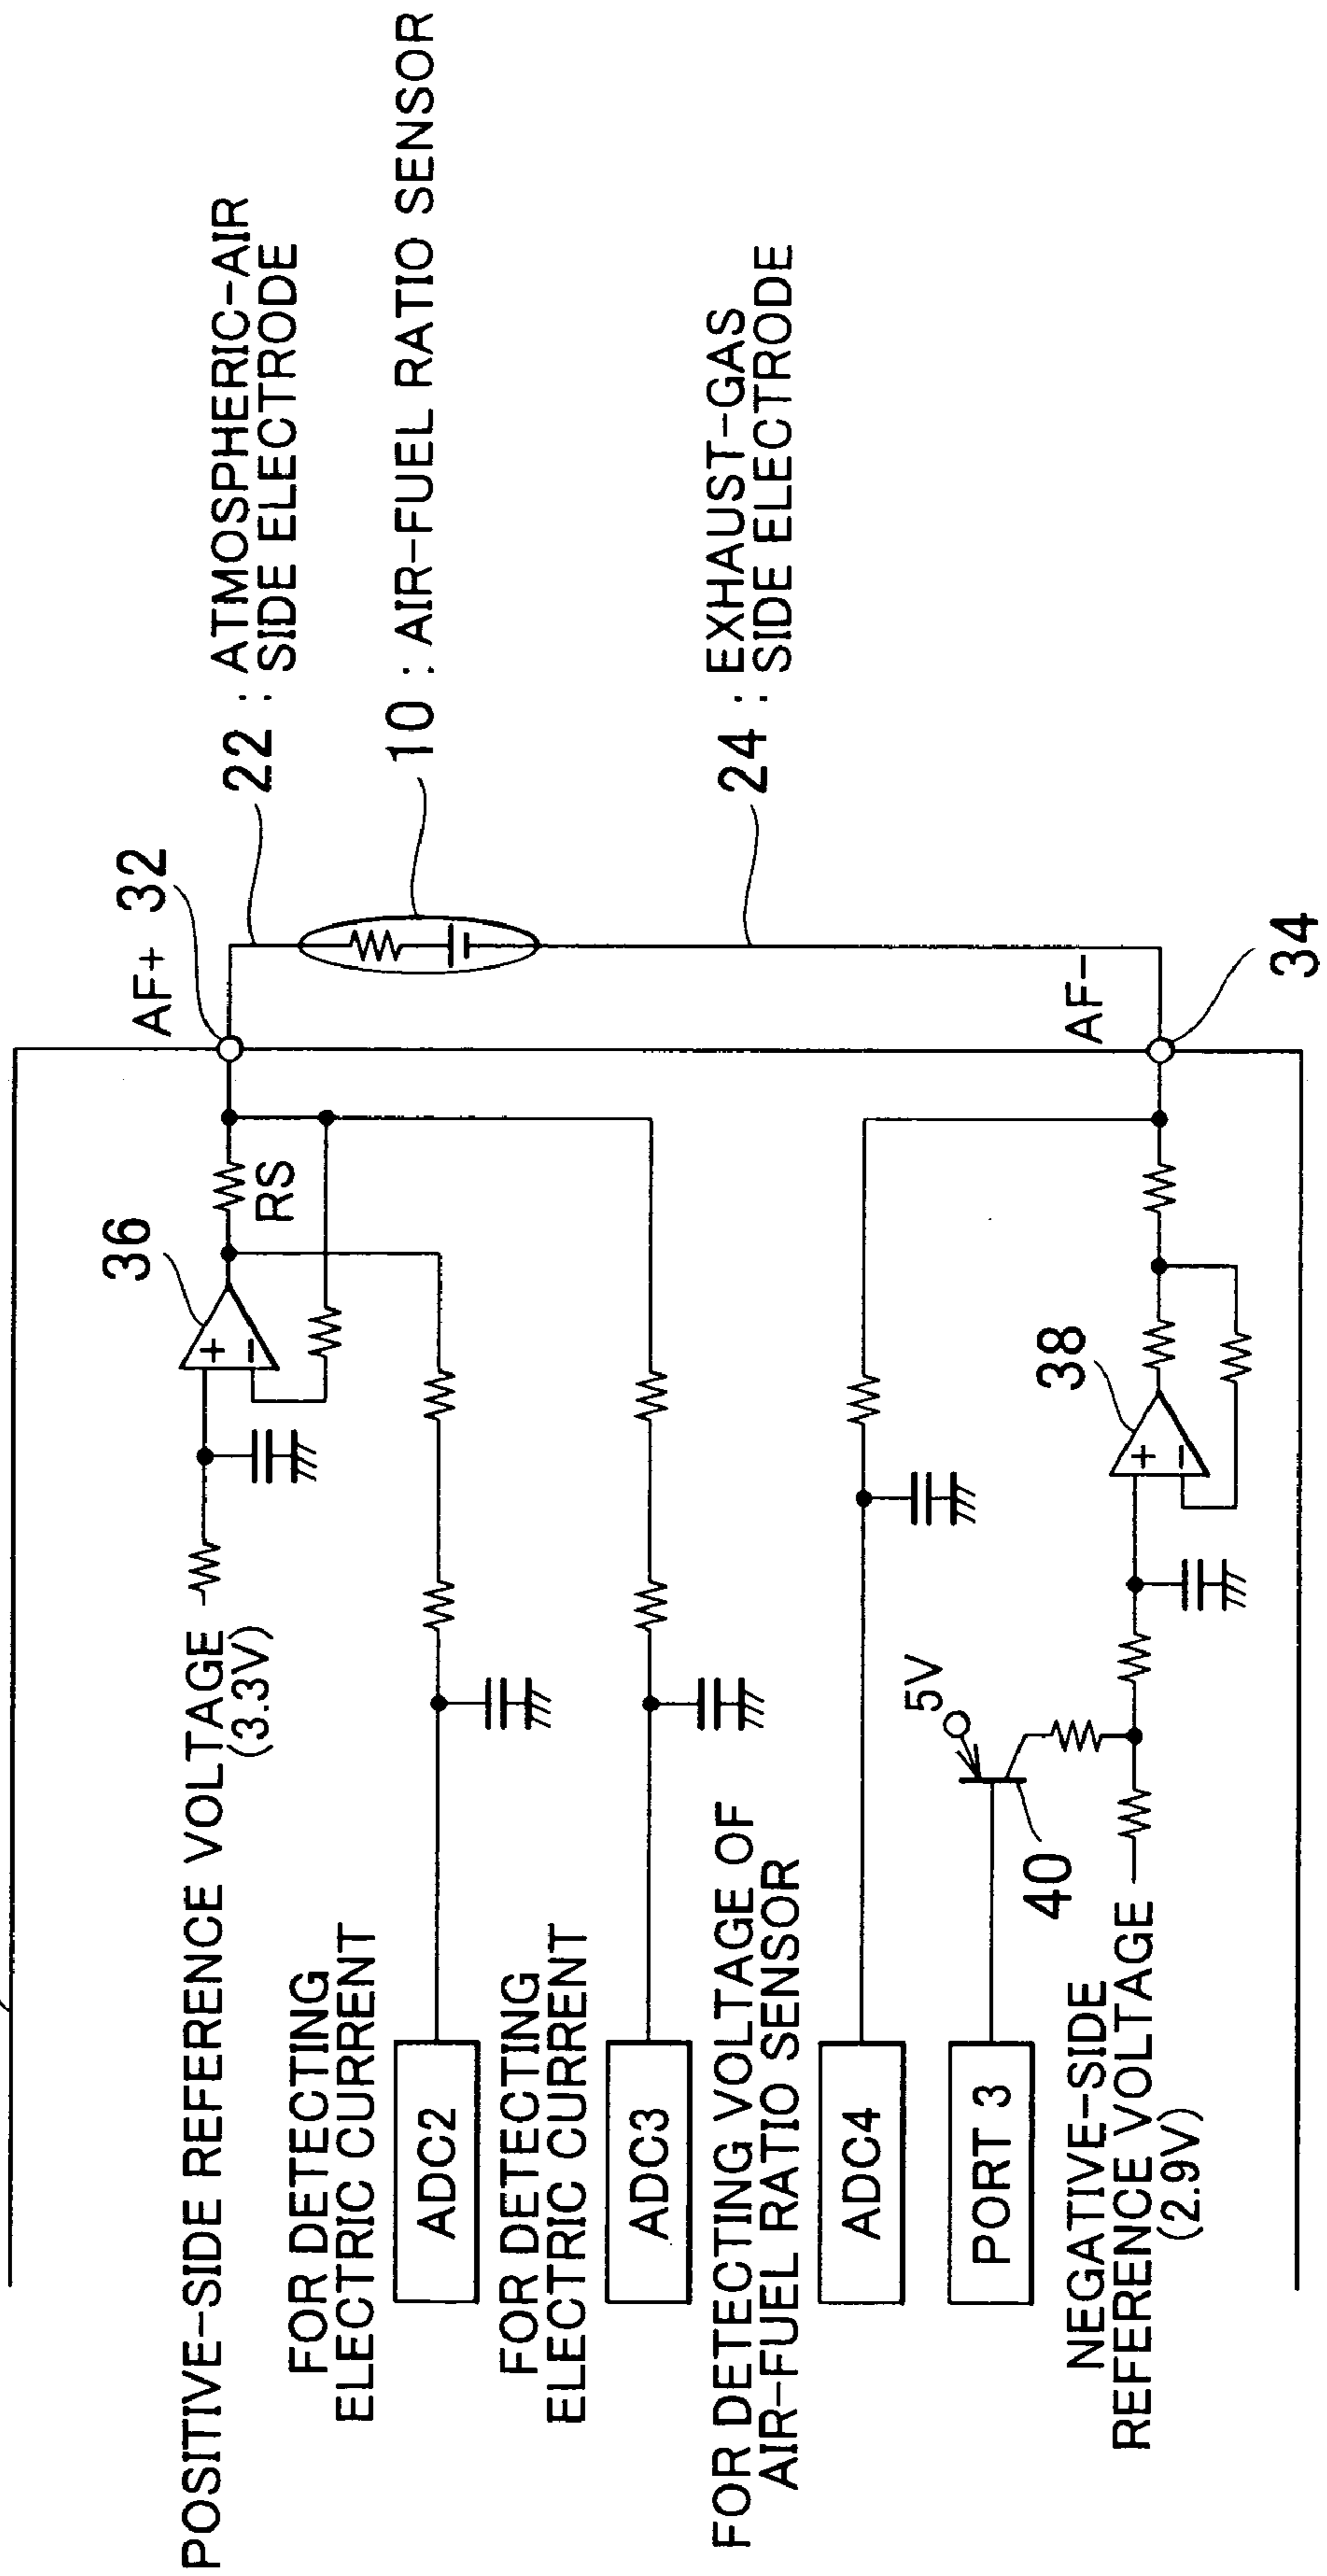 POSITIVE-SIDE REFERENCE VOLTAGE
(3.3V)
36
+
−
RS
AF+
32
22 : ATMOSPHERIC-AIR
SIDE ELECTRODE
10 : AIR-FUEL RATIO SENSOR
FOR DETECTING
ELECTRIC CURRENT
ADC2
FOR DETECTING
ELECTRIC CURRENT
ADC3
24 : EXHAUST-GAS
SIDE ELECTRODE
FOR DETECTING VOLTAGE OF
AIR-FUEL RATIO SENSOR
ADC4
5V
PORT 3
40
38
+
−
AF-
34
NEGATIVE-SIDE
REFERENCE VOLTAGE
(2.9V)